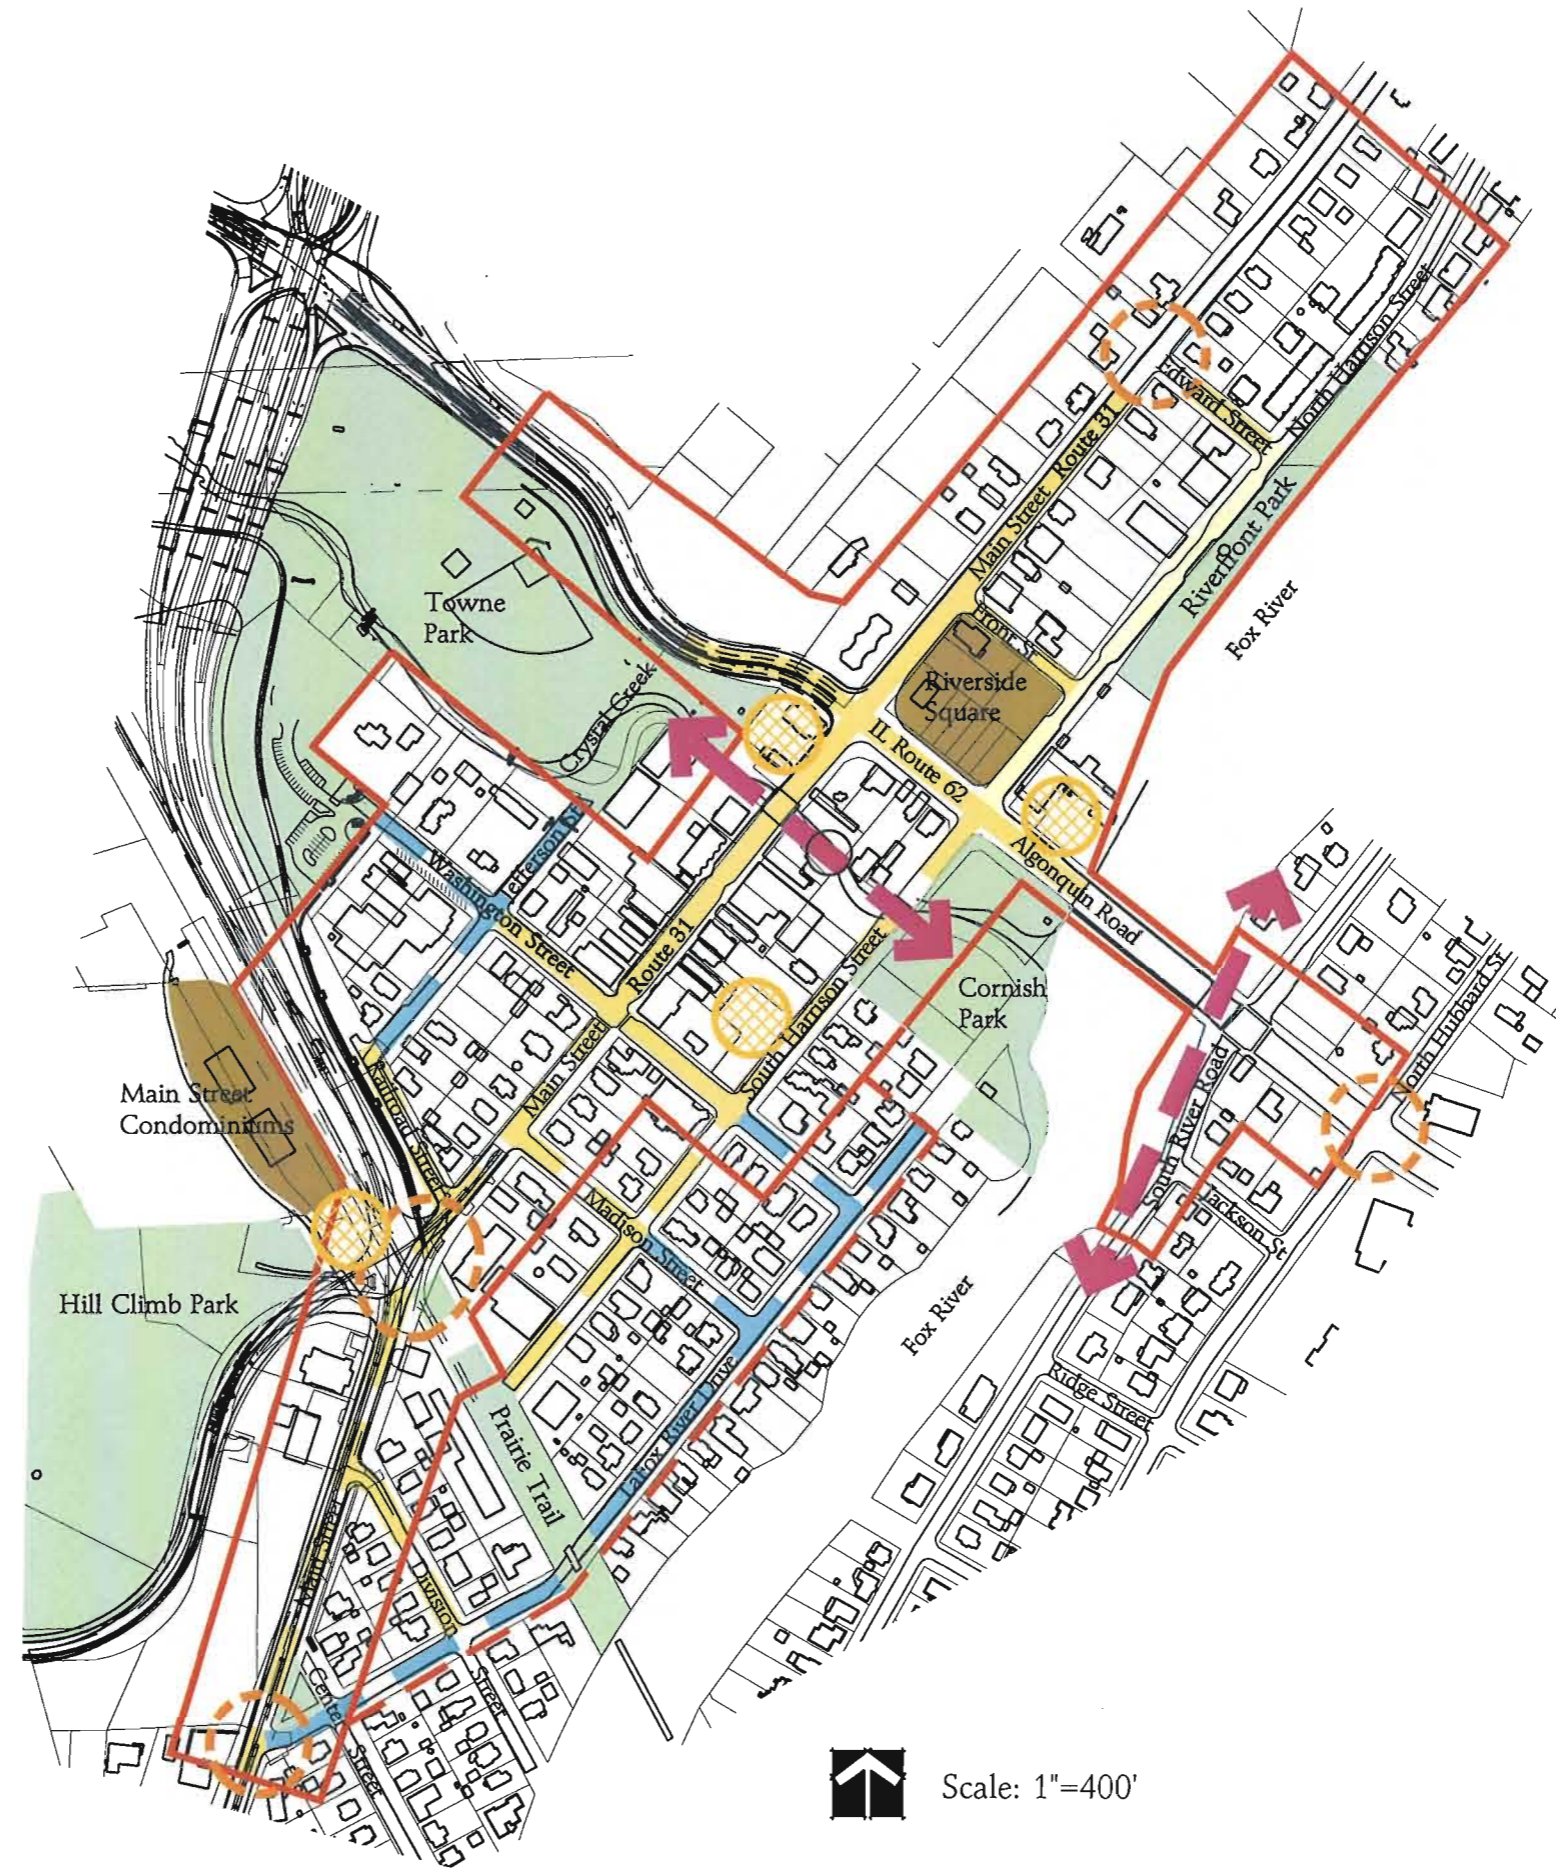 Edward Street
North Harrison Street
Main Street Route 31
Riverfront Park
Fox River
Front St
Towne
Park
Riverside
Square
Crystal Creek
IL Route 62
Algonquin Road
Jefferson St
Washington Street
Route 31
Cornish
Park
South Harrison Street
North Hubbard St
Main Street
Railroad Street
Main Street
Condominiums
South River Road
Jackson St
Madison Street
Hill Climb Park
Fox River
Ridge Street
LaFox River Drive
Prairie Trail
Main Street
Division
Street
Center
Street
Scale: 1"=400'